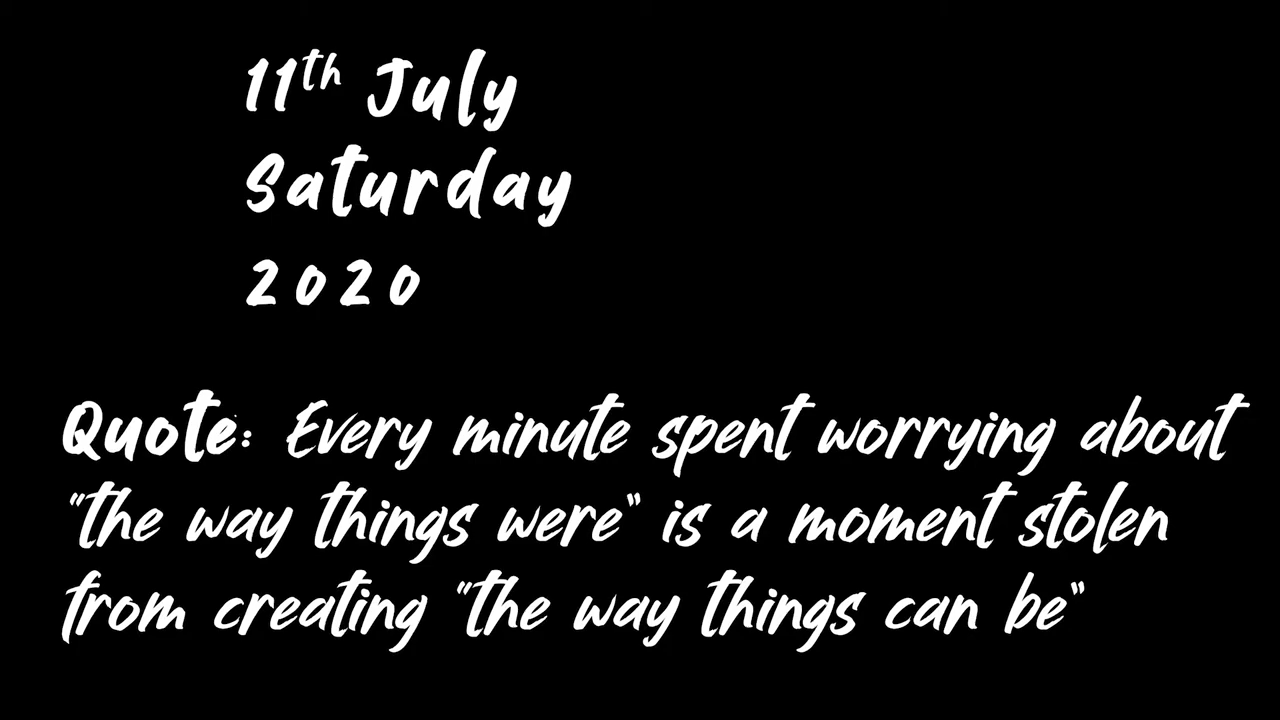 11th July
Saturday
2020
Quote: Every minute spent worrying about
"the way things were" is a moment stolen
from creating "the way things can be"